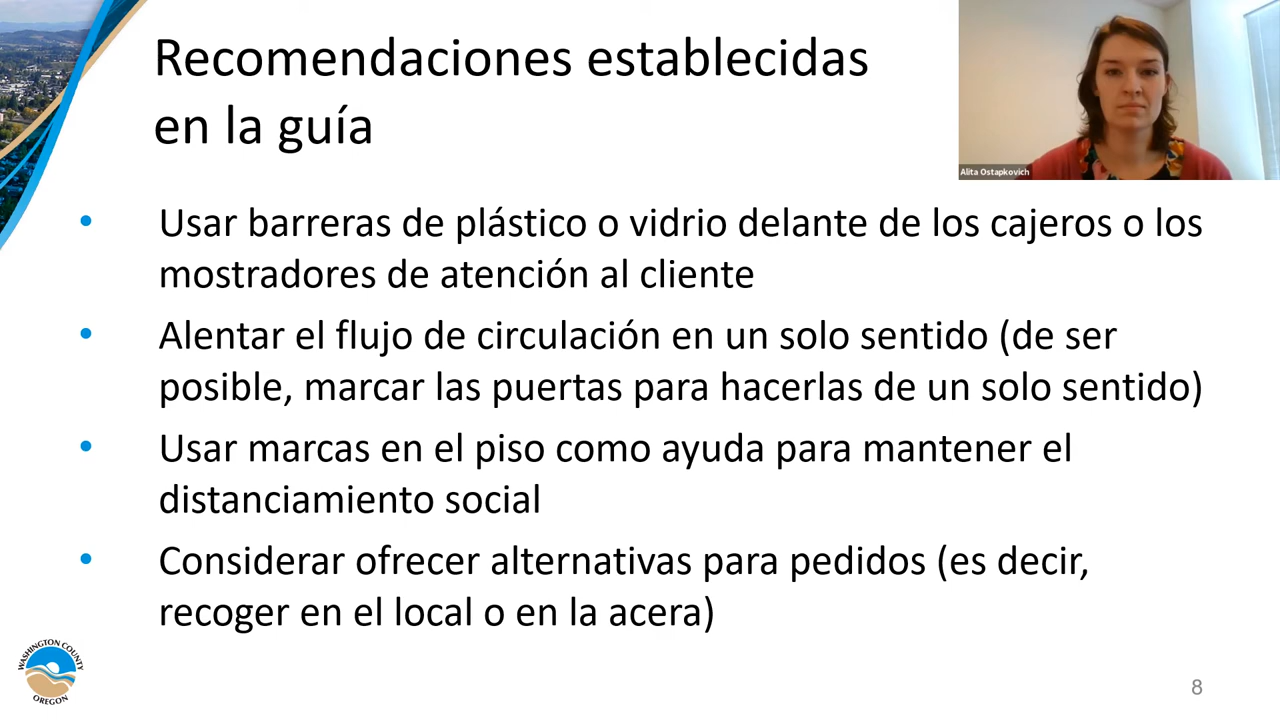 Recomendaciones establecidas
en la guía
Alita Ostapkovich
• Usar barreras de plástico o vidrio delante de los cajeros o los
mostradores de atención al cliente
• Alentar el flujo de circulación en un solo sentido (de ser
posible, marcar las puertas para hacerlas de un solo sentido)
• Usar marcas en el piso como ayuda para mantener el
distanciamiento social
• Considerar ofrecer alternativas para pedidos (es decir,
recoger en el local o en la acera)
WASHINGTON COUNTY
OREGON
8